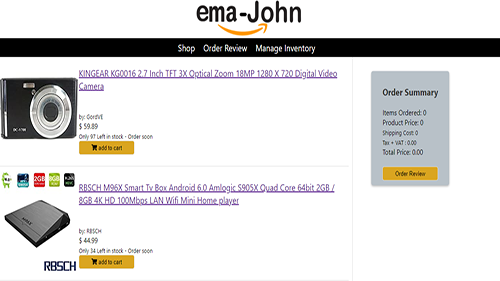 ema-John
Shop Order Review Manage Inventory
KINGEAR KG0016 2.7 Inch TFT 3X Optical Zoom 18MP 1280 X 720 Digital Video
Camera
by: GordVE
$ 59.89
Only 97 Left in stock - Order soon
add to cart
RBSCH M96X Smart Tv Box Android 6.0 Amlogic S905X Quad Core 64bit 2GB /
8GB 4K HD 100Mbps LAN Wifi Mini Home player
by: RBSCH
$ 44.99
Only 34 Left in stock - Order soon
add to cart
RBSCH
Order Summary
Items Ordered: 0
Product Price: 0
Shipping Cost: 0
Tax + VAT : 0.00
Total Price: 0.00
Order Review